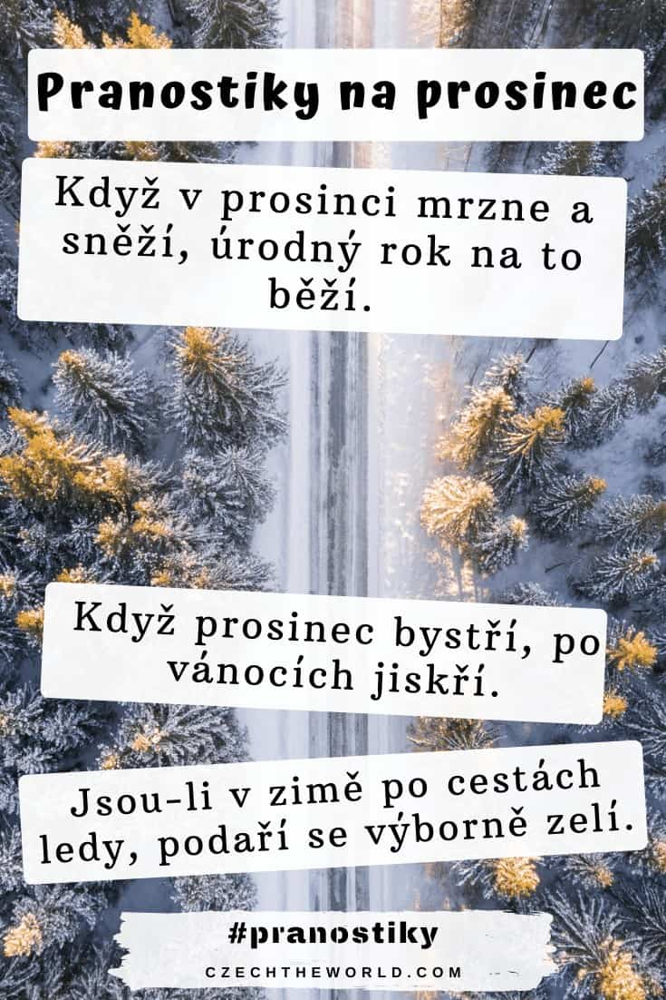 Pranostiky na prosinec
Když v prosinci mrzne a
sněží, úrodný rok na to
běží.
Když prosinec bystří, po
vánocích jiskří.
Jsou-li v zimě po cestách
ledy, podaří se výborně zelí.
#pranostiky
CZECHTHEWORLD.COM